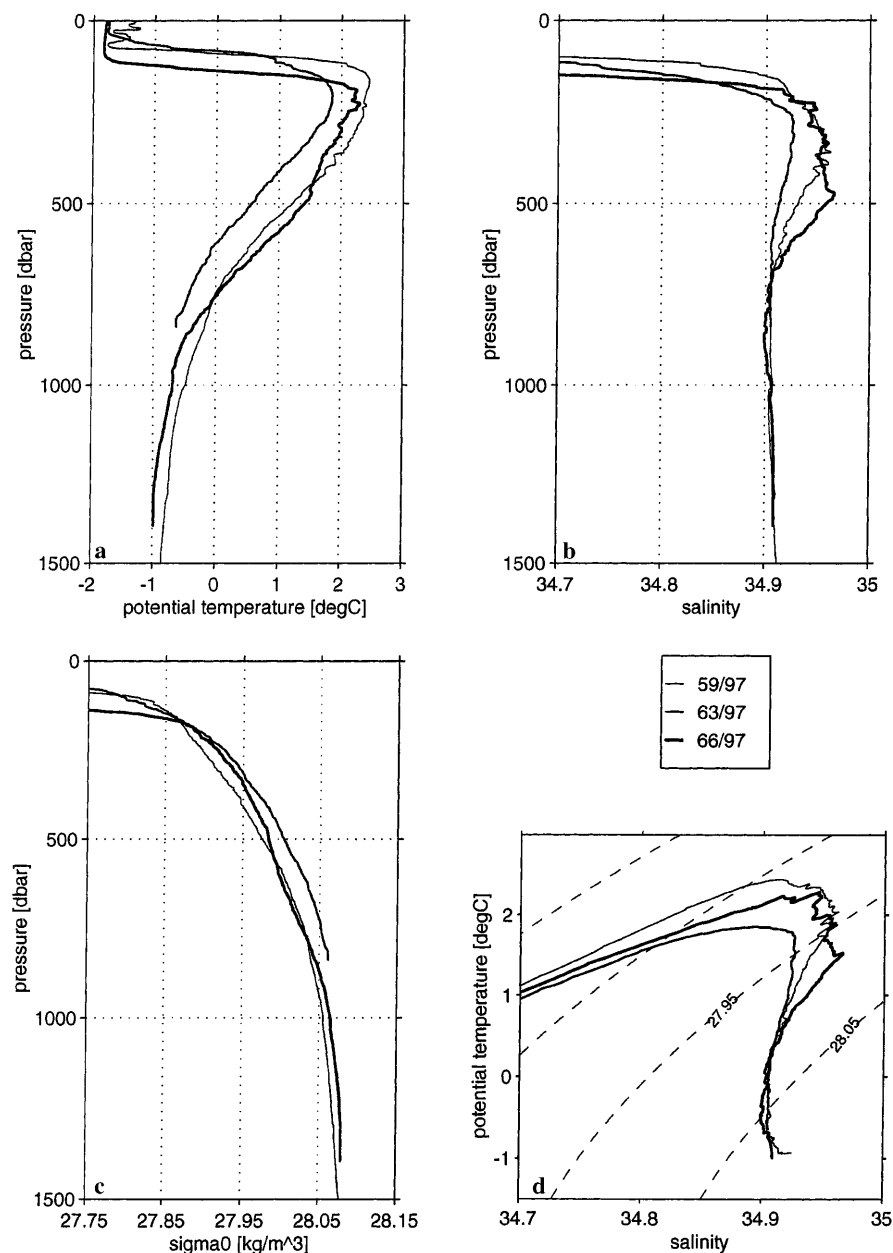 0
500
1000
1500
pressure [dbar]
a
-2 -1 0 1 2 3
potential temperature [degC]
0
500
1000
1500
pressure [dbar]
b
34.7 34.8 34.9 35
salinity
0
500
1000
1500
pressure [dbar]
c
27.75 27.85 27.95 28.05 28.15
sigma0 [kg/m^3]
59/97
63/97
66/97
2
1
0
-1
potential temperature [degC]
27.95
28.05
d
34.7 34.8 34.9 35
salinity